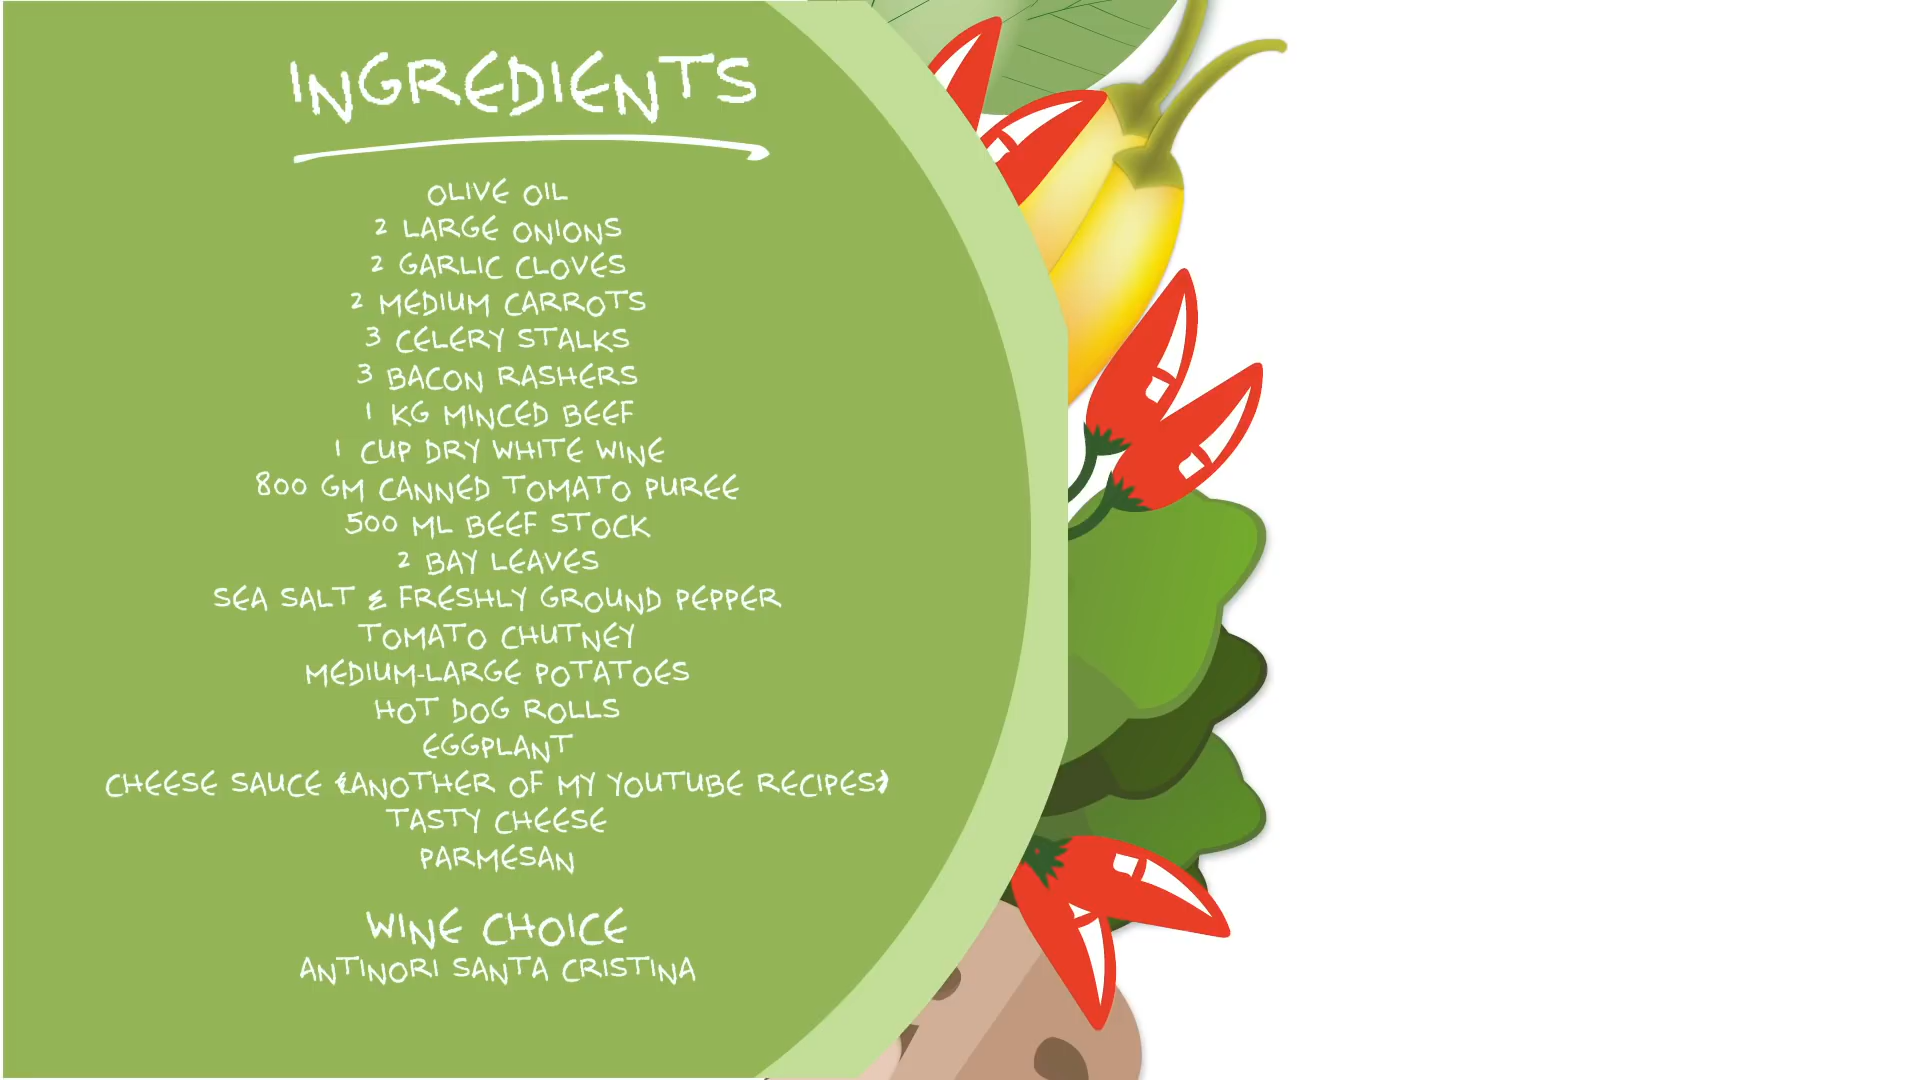 INGREDIENTS
OLIVE OIL
2 LARGE ONIONS
2 GARLIC CLOVES
2 MEDIUM CARROTS
3 CELERY STALKS
3 BACON RASHERS
1 KG MINCED BEEF
1 CUP DRY WHITE WINE
800 GM CANNED TOMATO PUREE
500 ML BEEF STOCK
2 BAY LEAVES
SEA SALT & FRESHLY GROUND PEPPER
TOMATO CHUTNEY
MEDIUM-LARGE POTATOES
HOT DOG ROLLS
EGGPLANT
CHEESE SAUCE {ANOTHER OF MY YOUTUBE RECIPES}
TASTY CHEESE
PARMESAN
WINE CHOICE
ANTINORI SANTA CRISTINA